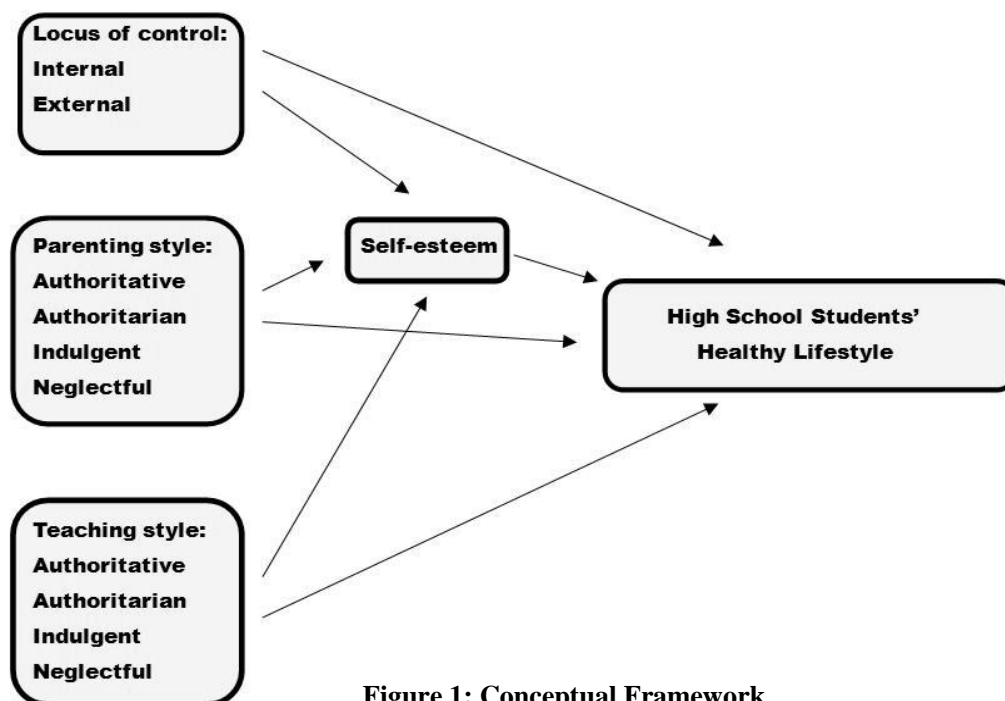 Locus of control:
Internal
External
Parenting style:
Authoritative
Authoritarian
Indulgent
Neglectful
Self-esteem
High School Students’
Healthy Lifestyle
Teaching style:
Authoritative
Authoritarian
Indulgent
Neglectful
Figure 1: Conceptual Framework